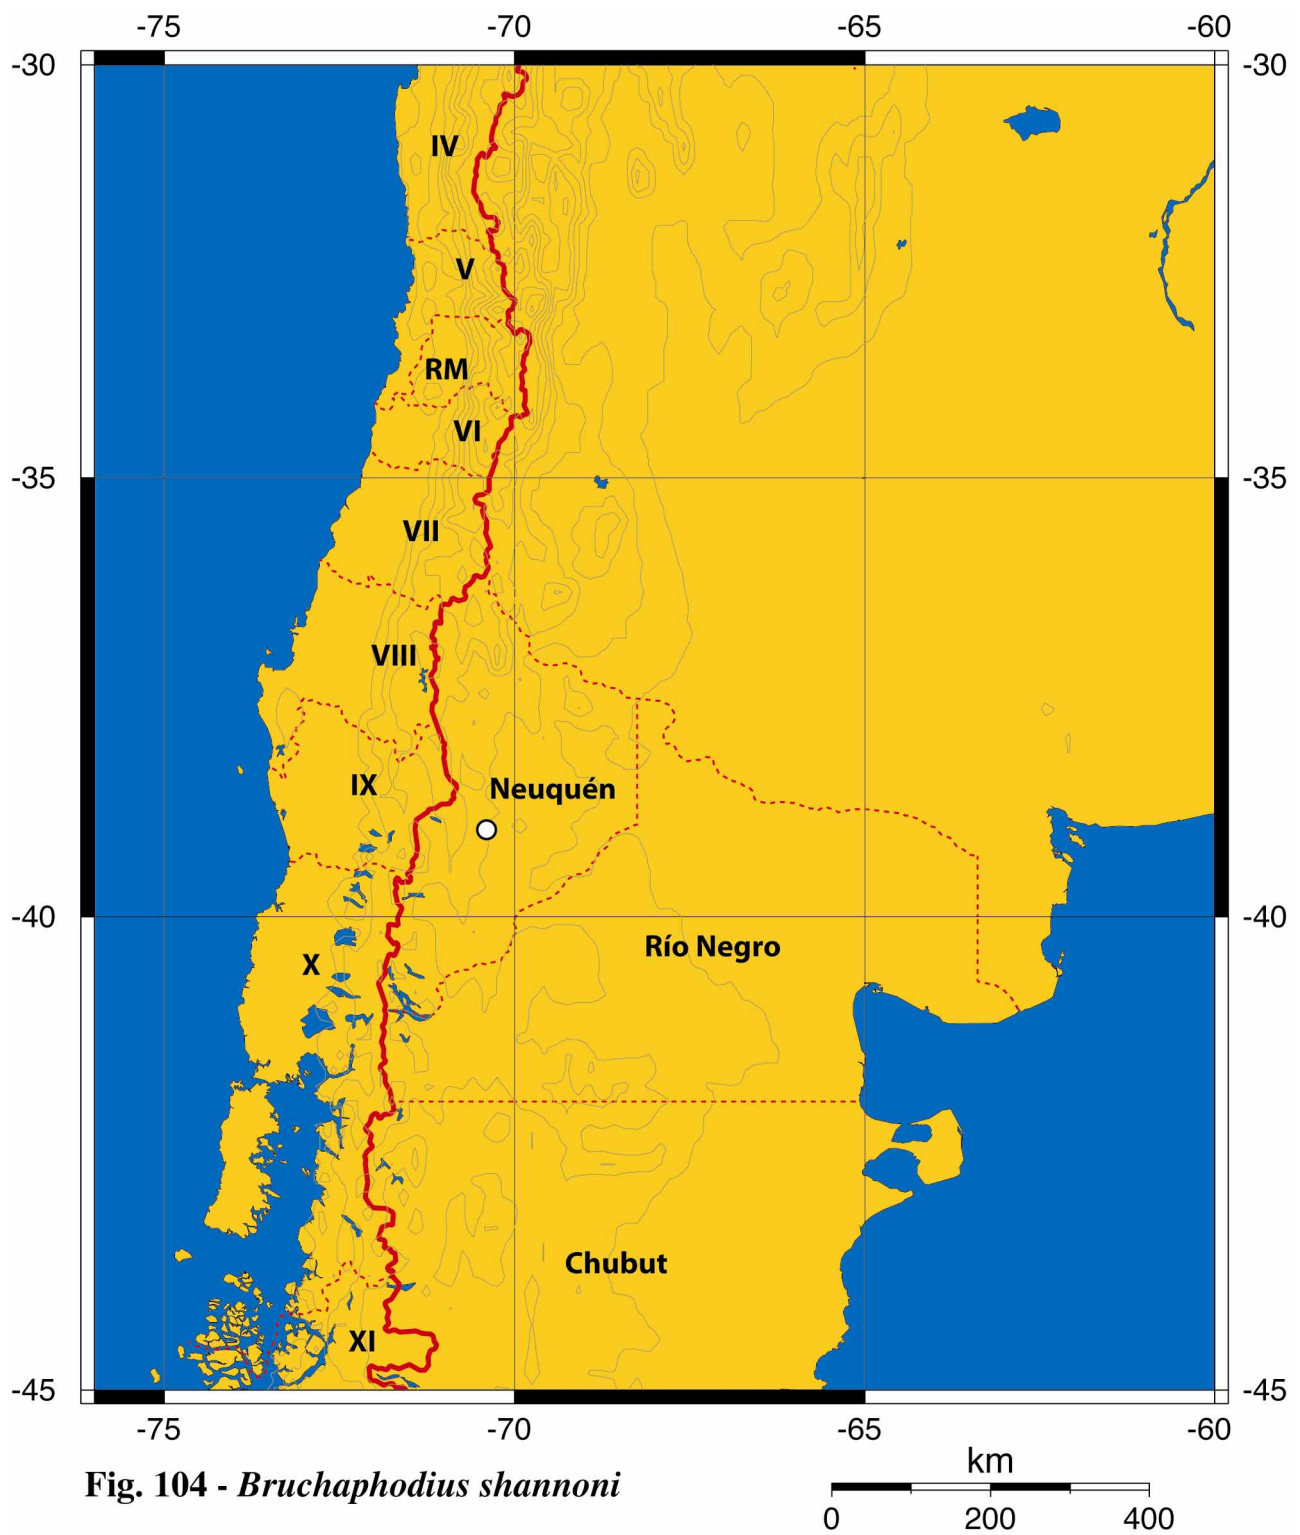 -75 -70 -65 -60
-30 -30
IV
V
RM
VI
-35 -35
VII
VIII
IX
Neuquén
-40 -40
X
Río Negro
Chubut
XI
-45 -45
-75 -70 -65 -60
Fig. 104 - Bruchaphodius shannoni
km
0 200 400